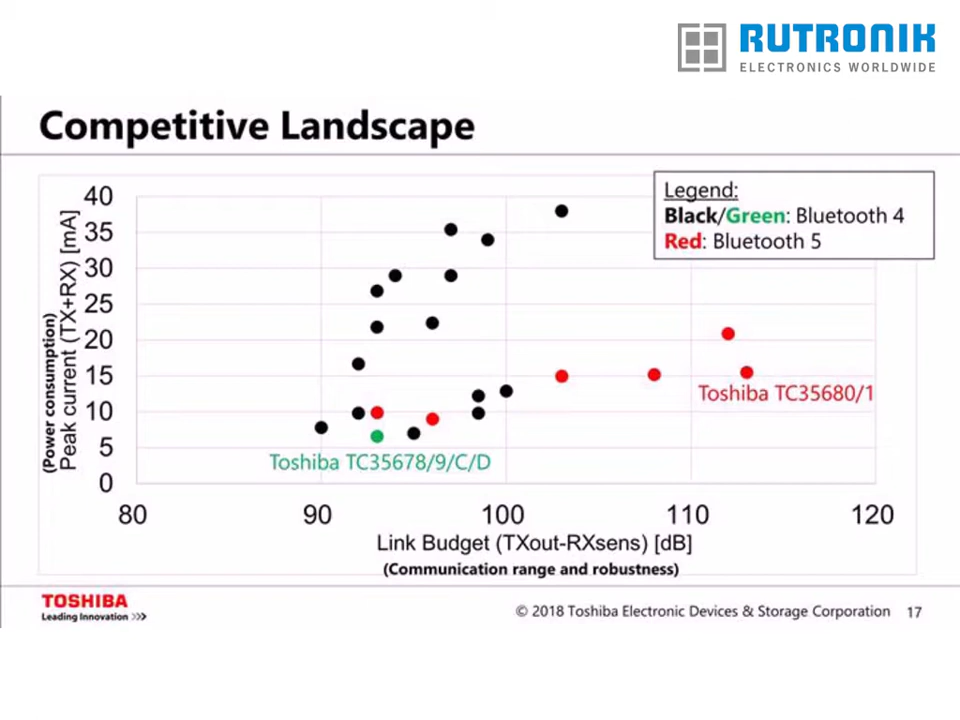 RUTRONIK
ELECTRONICS WORLDWIDE
Competitive Landscape
Legend:
Black/Green: Bluetooth 4
Red: Bluetooth 5
(Power consumption)
Peak current (TX+RX) [mA]
40
35
30
25
20
15
10
5
0
Toshiba TC35680/1
Toshiba TC35678/9/C/D
80 90 100 110 120
Link Budget (TXout-RXsens) [dB]
(Communication range and robustness)
TOSHIBA
Leading Innovation >>>
© 2018 Toshiba Electronic Devices & Storage Corporation 17